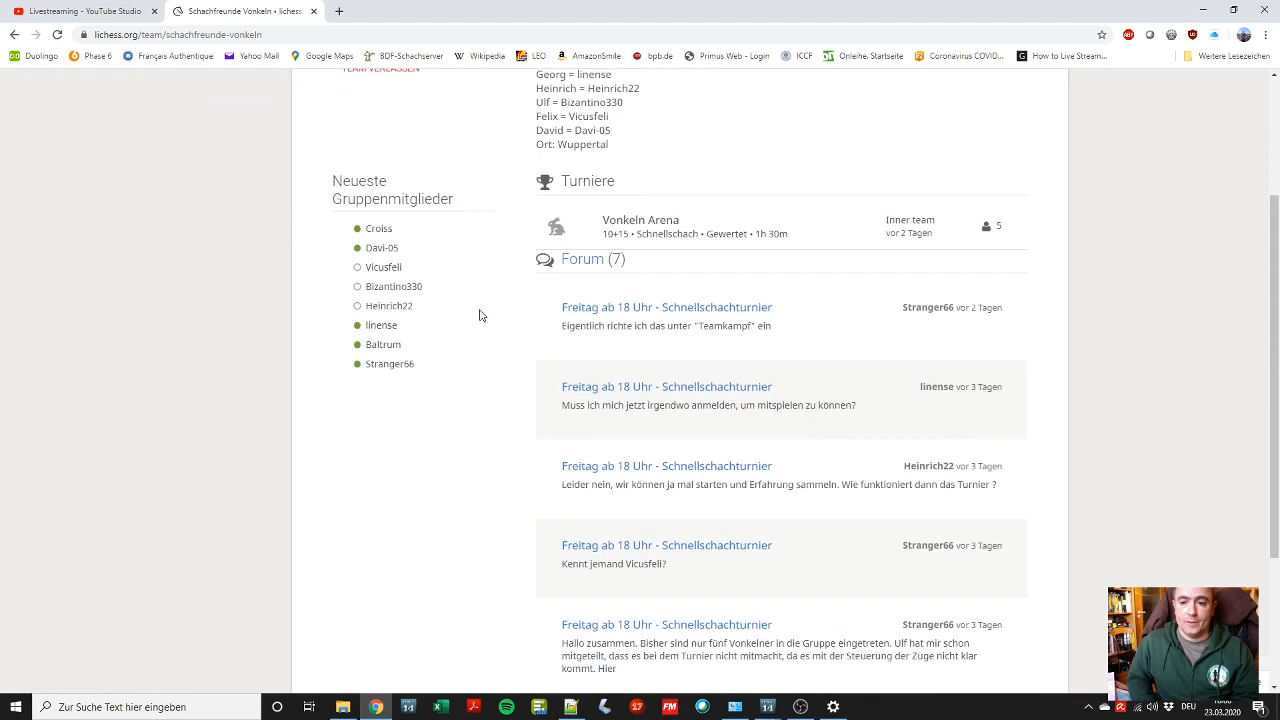 Livestreaming - YouTube Studio
Schachfreunde Vonkeln • lichess.
lichess.org/team/schachfreunde-vonkeln
Duolingo
Phase 6
Français Authentique
Yahoo Mail
Google Maps
BDF-Schachserver
Wikipedia
LEO
AmazonSmile
bpb.de
Primus Web - Login
ICCF
Onleihe. Startseite
Coronavirus COVID...
How to Live Stream...
Weitere Lesezeichen
TEAM VERLASSEN
Georg = linense
Heinrich = Heinrich22
Ulf = Bizantino330
Felix = Vicusfeli
David = Davi-05
Ort: Wuppertal
Neueste
Gruppenmitglieder
Croiss
Davi-05
Vicusfeli
Bizantino330
Heinrich22
linense
Baltrum
Stranger66
Turniere
Vonkeln Arena
10+15 • Schnellschach • Gewertet • 1h 30m
Inner team
vor 2 Tagen
5
Forum (7)
Freitag ab 18 Uhr - Schnellschachturnier
Stranger66 vor 2 Tagen
Eigentlich richte ich das unter "Teamkampf" ein
Freitag ab 18 Uhr - Schnellschachturnier
linense vor 3 Tagen
Muss ich mich jetzt irgendwo anmelden, um mitspielen zu können?
Freitag ab 18 Uhr - Schnellschachturnier
Heinrich22 vor 3 Tagen
Leider nein, wir können ja mal starten und Erfahrung sammeln. Wie funktioniert dann das Turnier ?
Freitag ab 18 Uhr - Schnellschachturnier
Stranger66 vor 3 Tagen
Kennt jemand Vicusfeli?
Freitag ab 18 Uhr - Schnellschachturnier
Stranger66 vor 3 Tagen
Hallo zusammen. Bisher sind nur fünf Vonkelner in die Gruppe eingetreten. Ulf hat mir schon
mitgeteilt, dass es bei dem Turnier nicht mitmacht, da es mit der Steuerung der Züge nicht klar
kommt. Hier
Zur Suche Text hier eingeben
DEU
23.03.2020